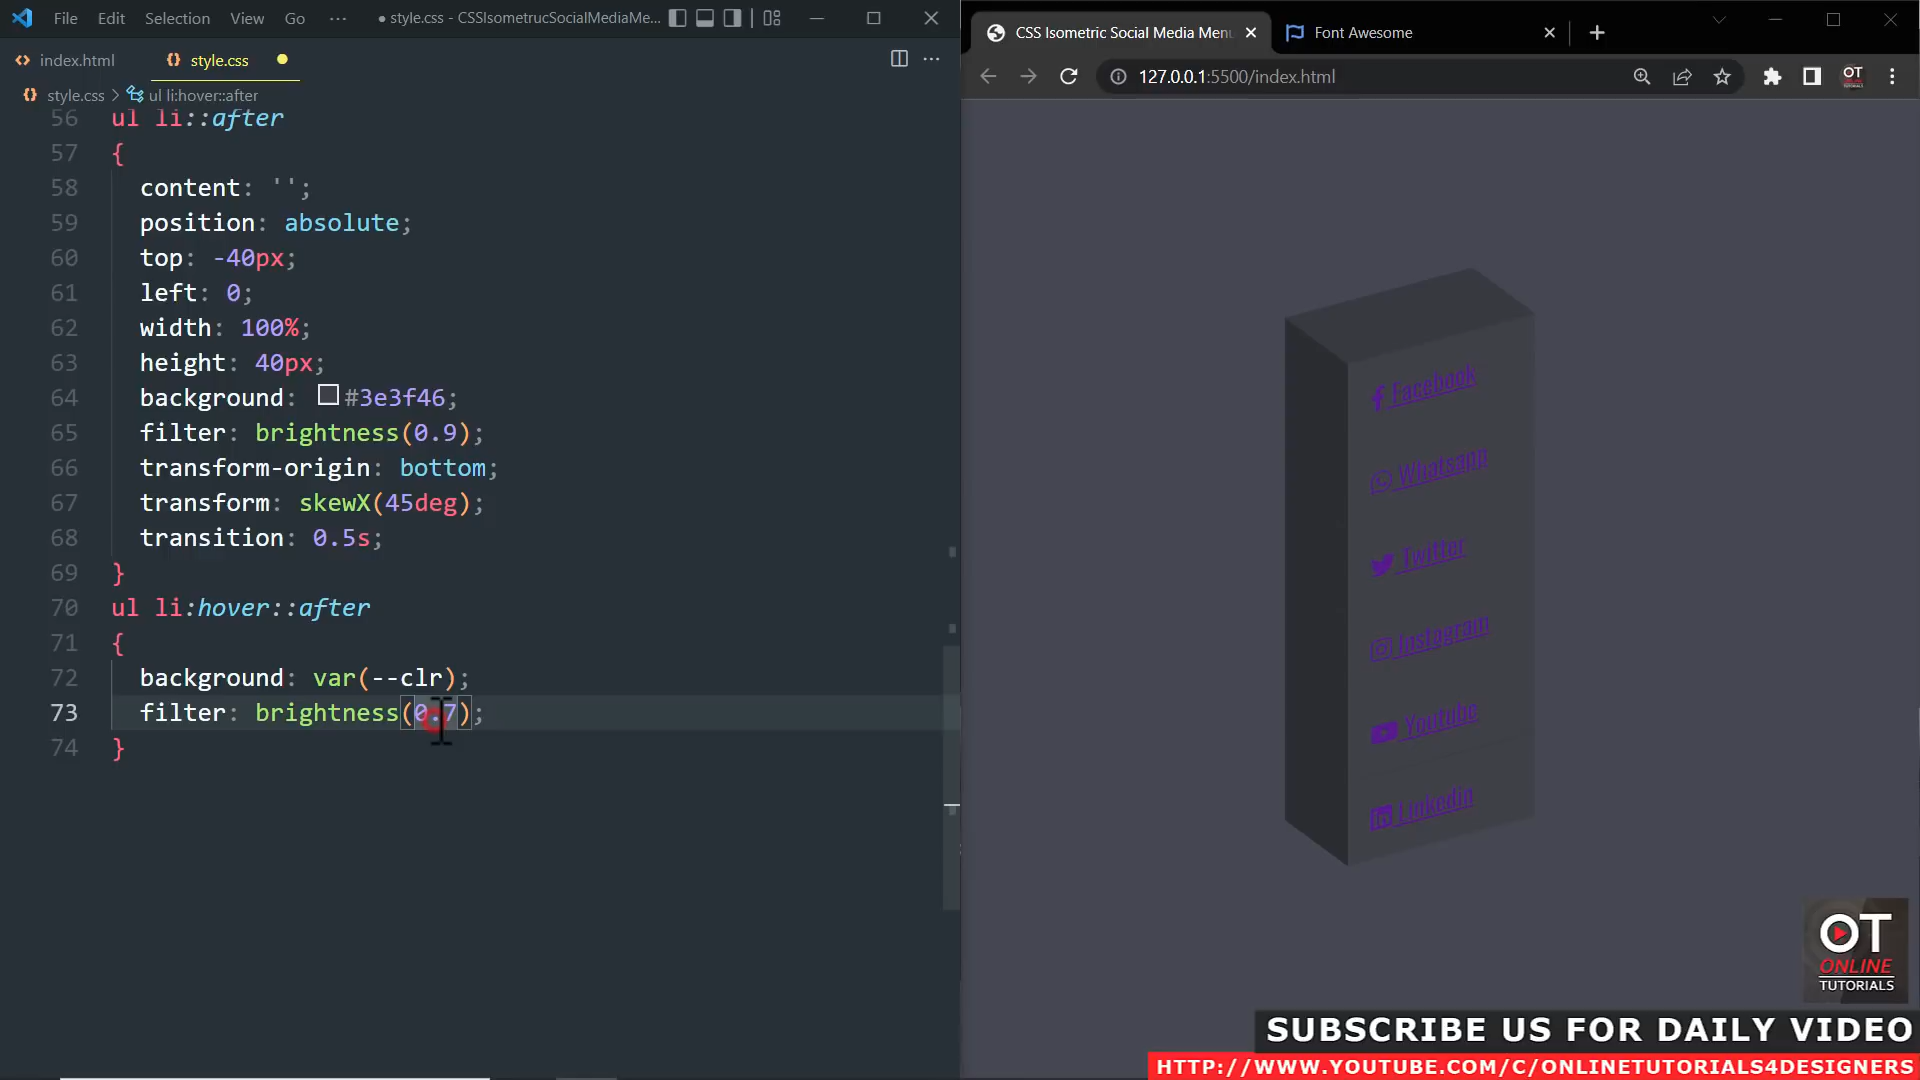 File Edit Selection View Go ··· ● style.css - CSSIsometrucSocialMediaMe...
index.html style.css
style.css > ul li:hover::after
56 ul li::after
57 {
58 content: '';
59 position: absolute;
60 top: -40px;
61 left: 0;
62 width: 100%;
63 height: 40px;
64 background: #3e3f46;
65 filter: brightness(0.9);
66 transform-origin: bottom;
67 transform: skewX(45deg);
68 transition: 0.5s;
69 }
70 ul li:hover::after
71 {
72 background: var(--clr);
73 filter: brightness(0.7);
74 }
CSS Isometric Social Media Menu
Font Awesome
127.0.0.1:5500/index.html
Facebook
Whatsapp
Twitter
Instagram
Youtube
Linkedin
OT
ONLINE
TUTORIALS
SUBSCRIBE US FOR DAILY VIDEO
HTTP://WWW.YOUTUBE.COM/C/ONLINETUTORIALS4DESIGNERS